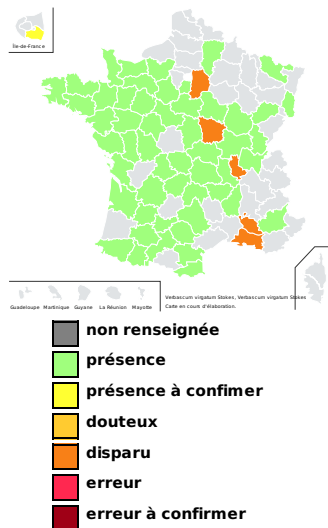 Île-de-France
Guadeloupe Martinique Guyane La Réunion Mayotte
Verbascum virgatum Stokes, Verbascum virgatum Stokes
Carte en cours d'élaboration.
non renseignée
présence
présence à confimer
douteux
disparu
erreur
erreur à confirmer